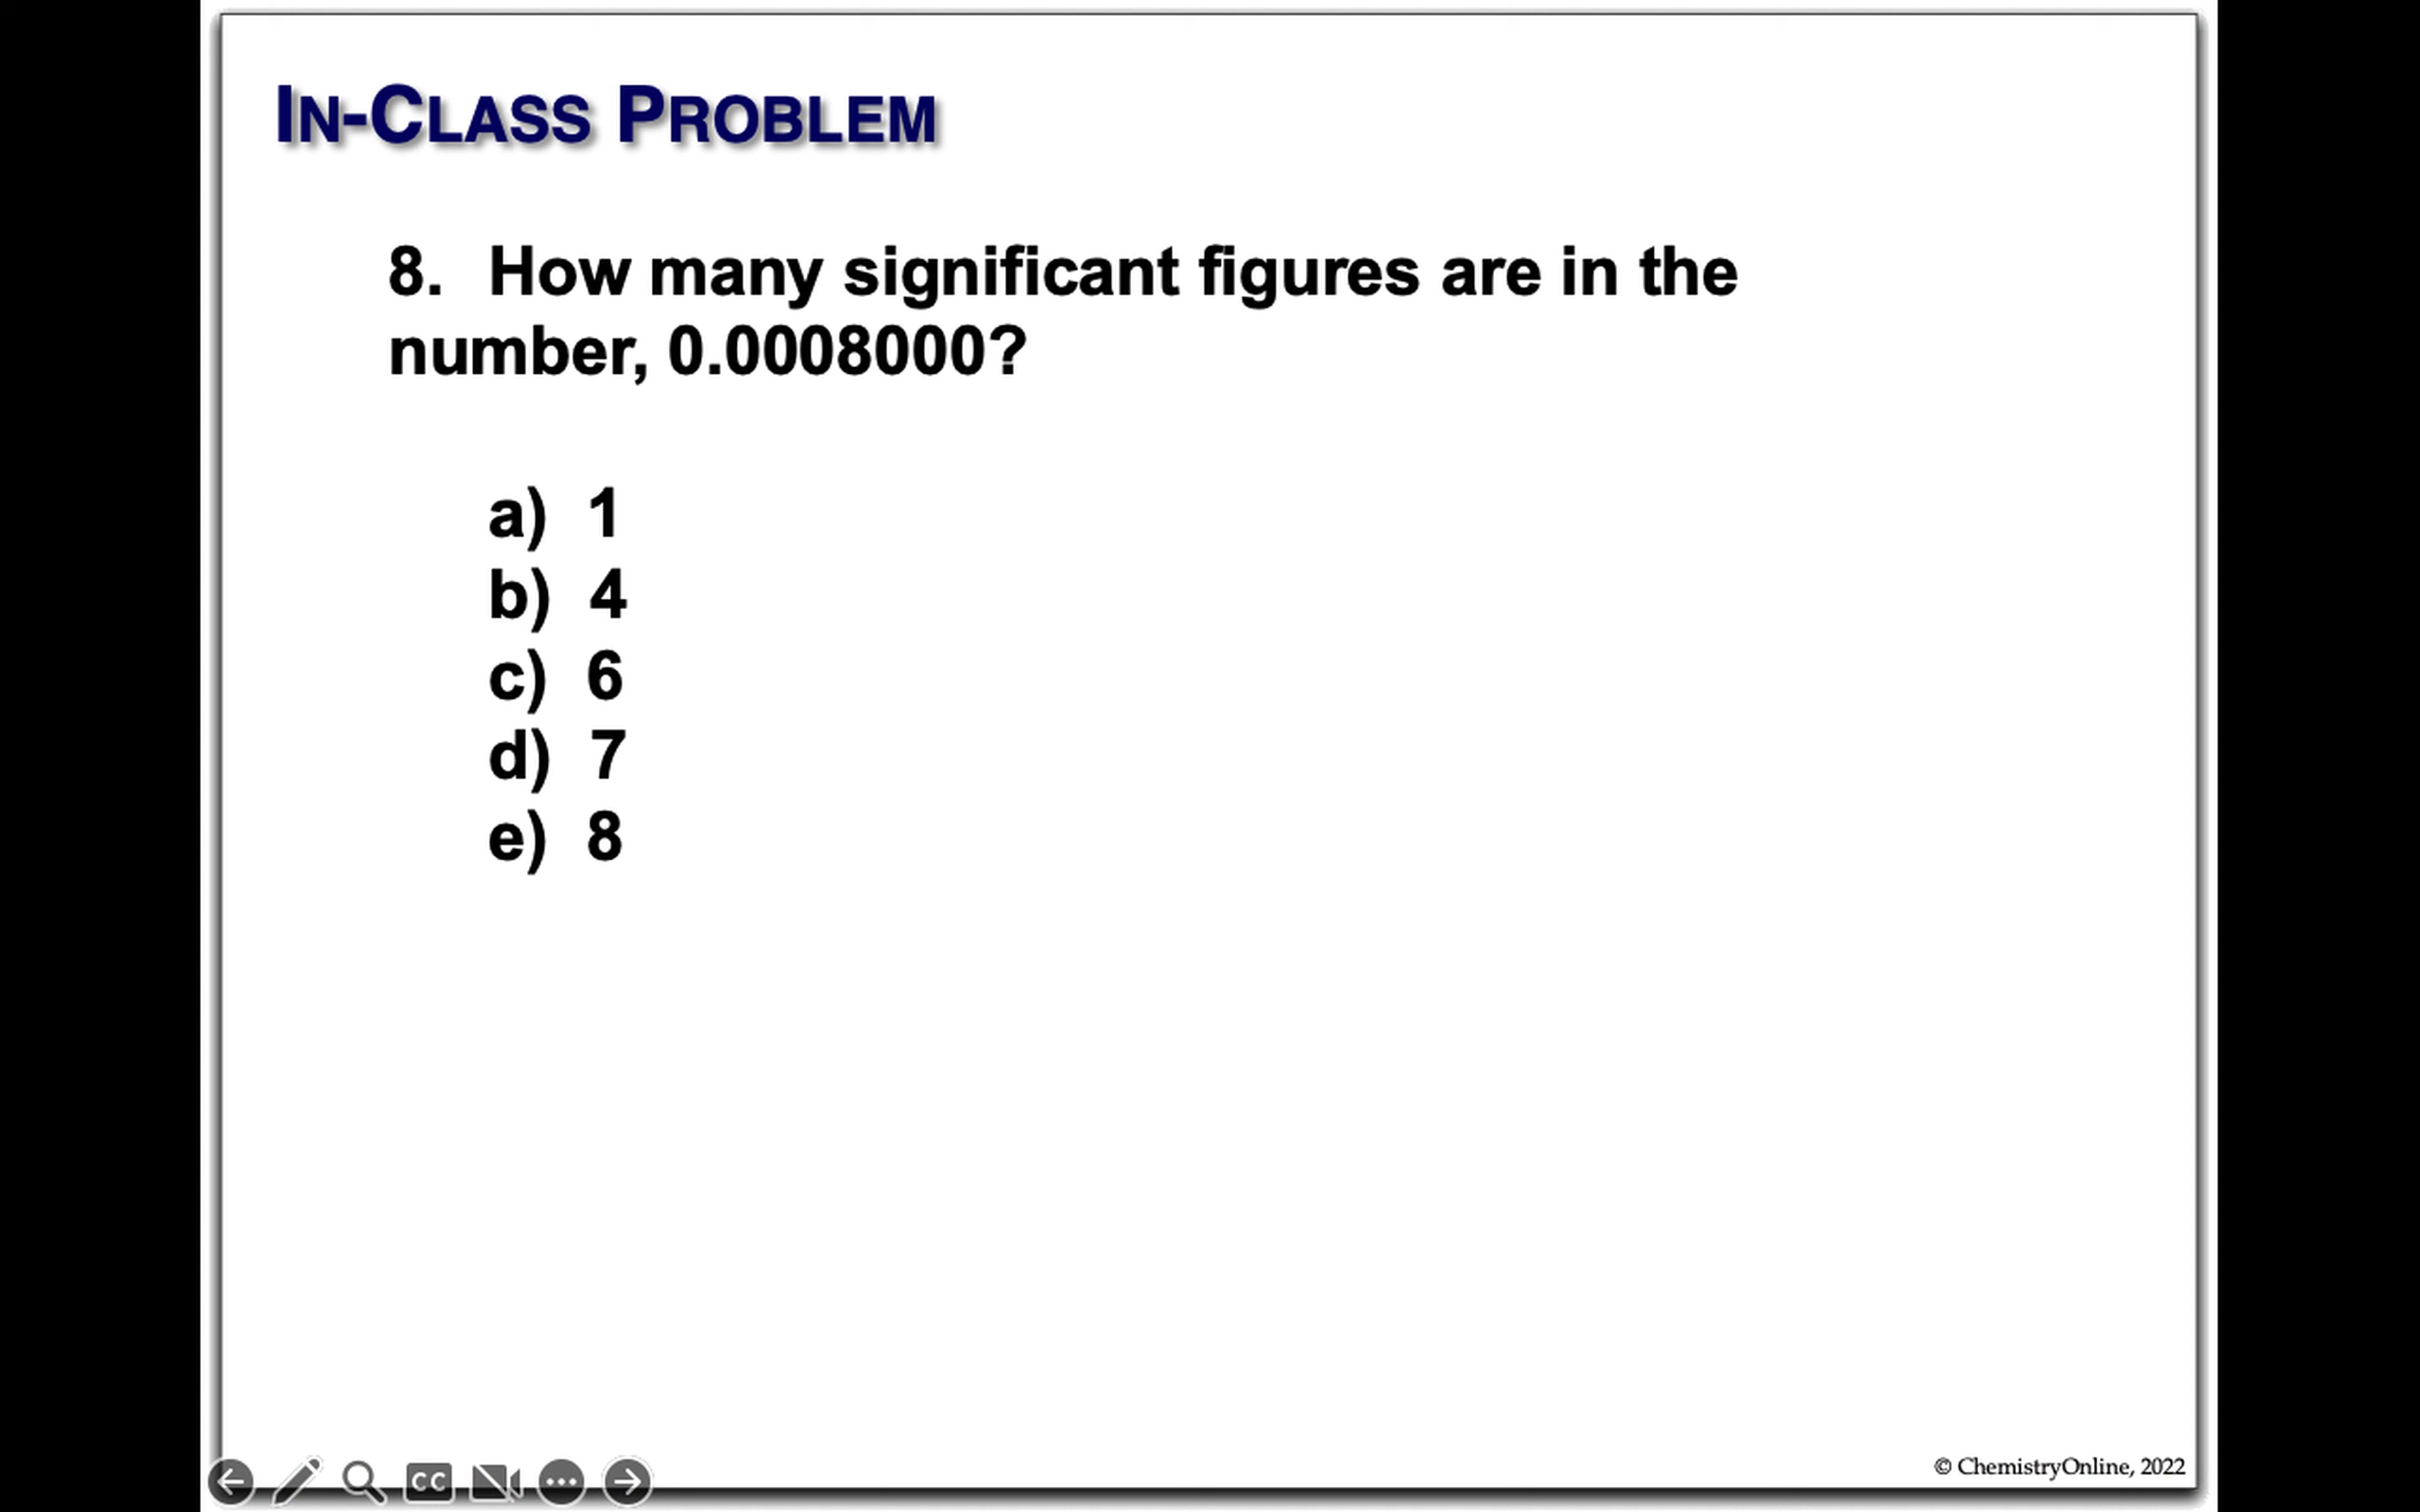 IN-CLASS PROBLEM
8. How many significant figures are in the
number, 0.0008000?
a) 1
b) 4
c) 6
d) 7
e) 8
CC
© ChemistryOnline, 2022